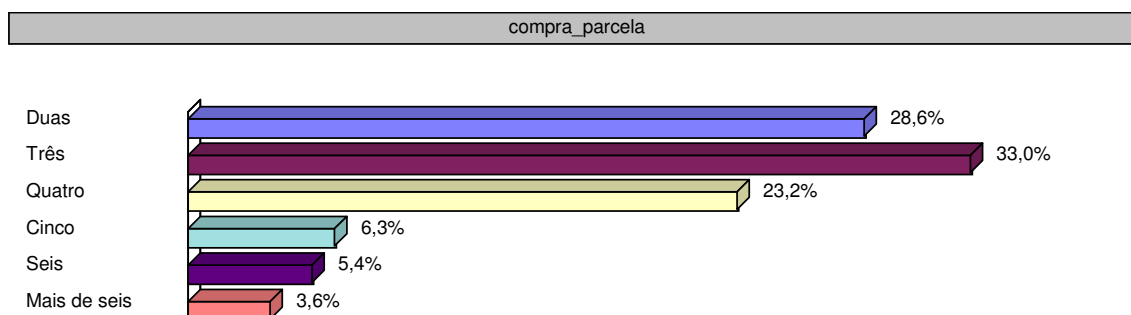 compra_parcela
Duas 28,6%
Três 33,0%
Quatro 23,2%
Cinco 6,3%
Seis 5,4%
Mais de seis 3,6%